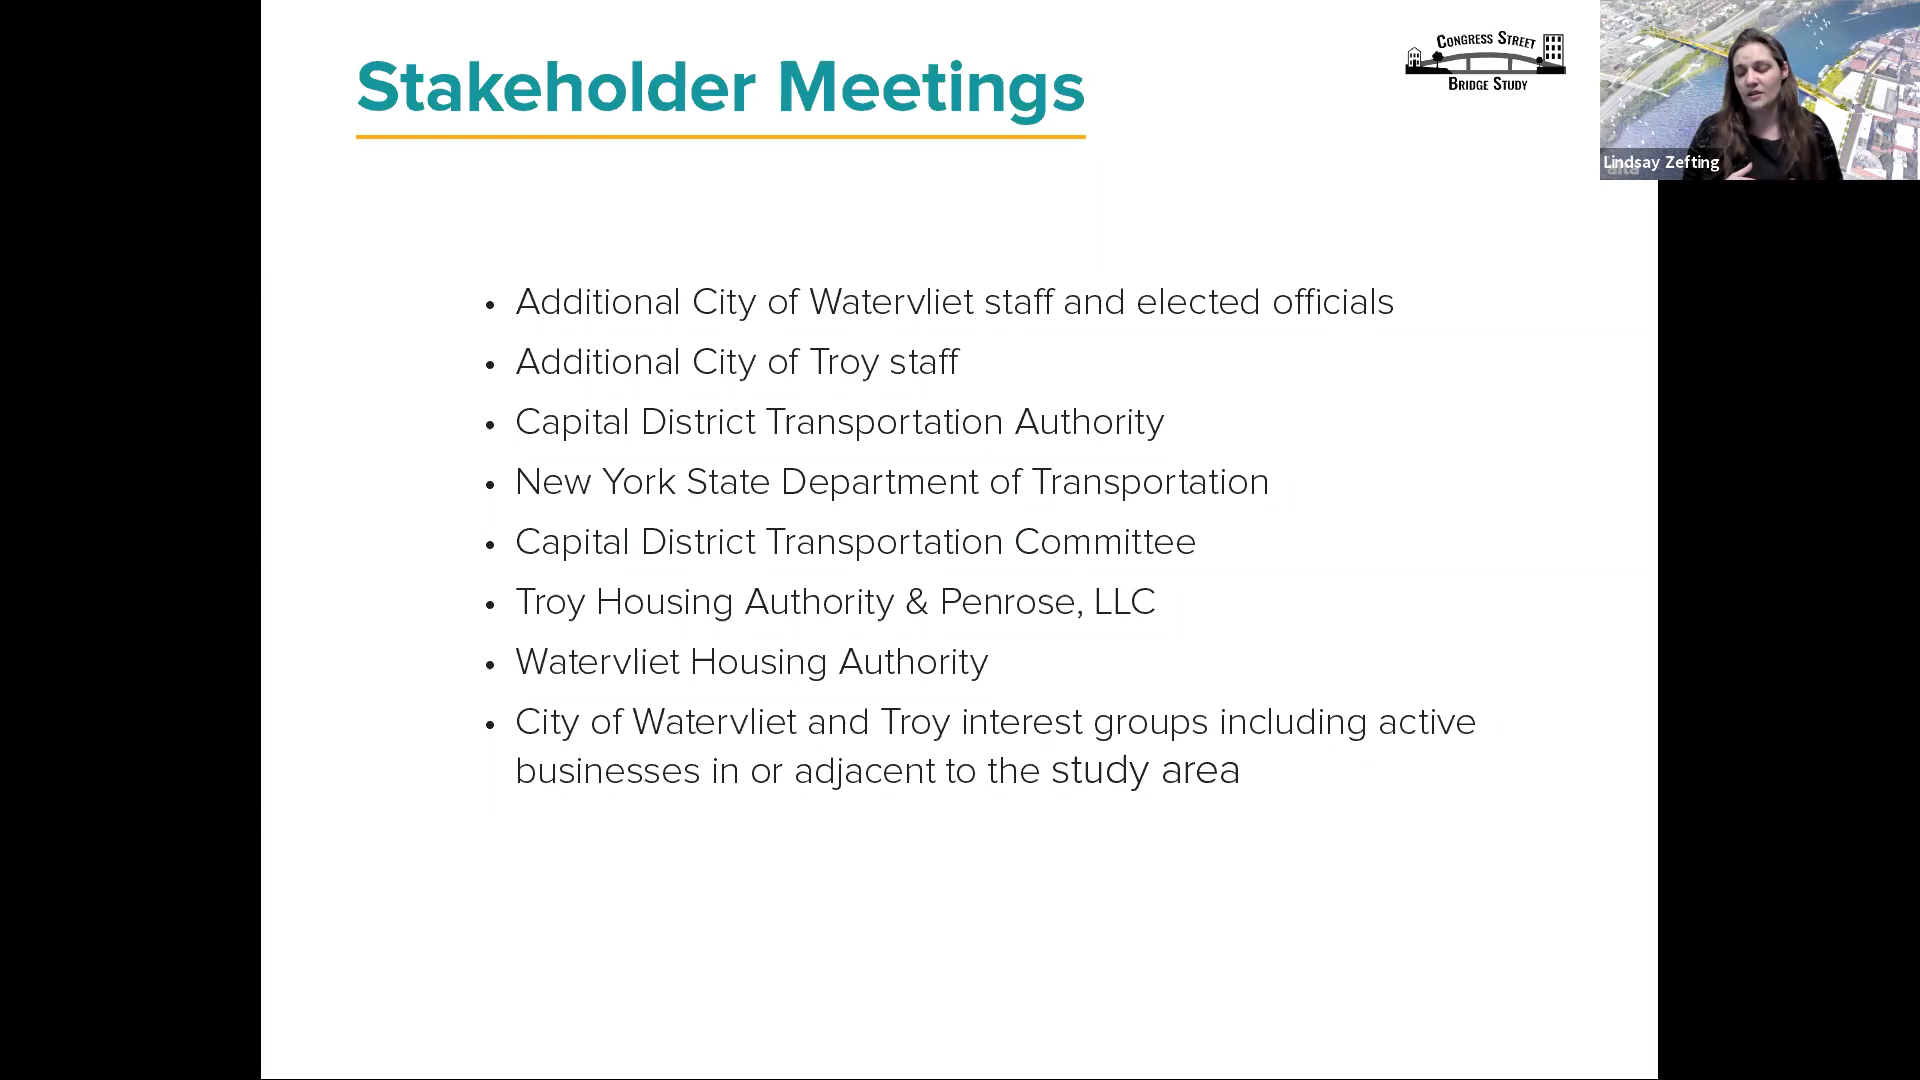 Stakeholder Meetings
CONGRESS STREET
BRIDGE STUDY
Lindsay Zefting
alta
• Additional City of Watervliet staff and elected officials
• Additional City of Troy staff
• Capital District Transportation Authority
• New York State Department of Transportation
• Capital District Transportation Committee
• Troy Housing Authority & Penrose, LLC
• Watervliet Housing Authority
• City of Watervliet and Troy interest groups including active
businesses in or adjacent to the study area